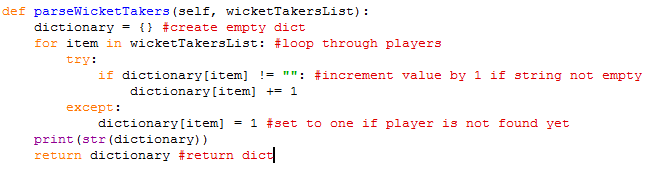 def parseWicketTakers(self, wicketTakersList):
    dictionary = {} #create empty dict
    for item in wicketTakersList: #loop through players
        try:
            if dictionary[item] != "": #increment value by 1 if string not empty
                dictionary[item] += 1
        except:
            dictionary[item] = 1 #set to one if player is not found yet
    print(str(dictionary))
    return dictionary #return dict